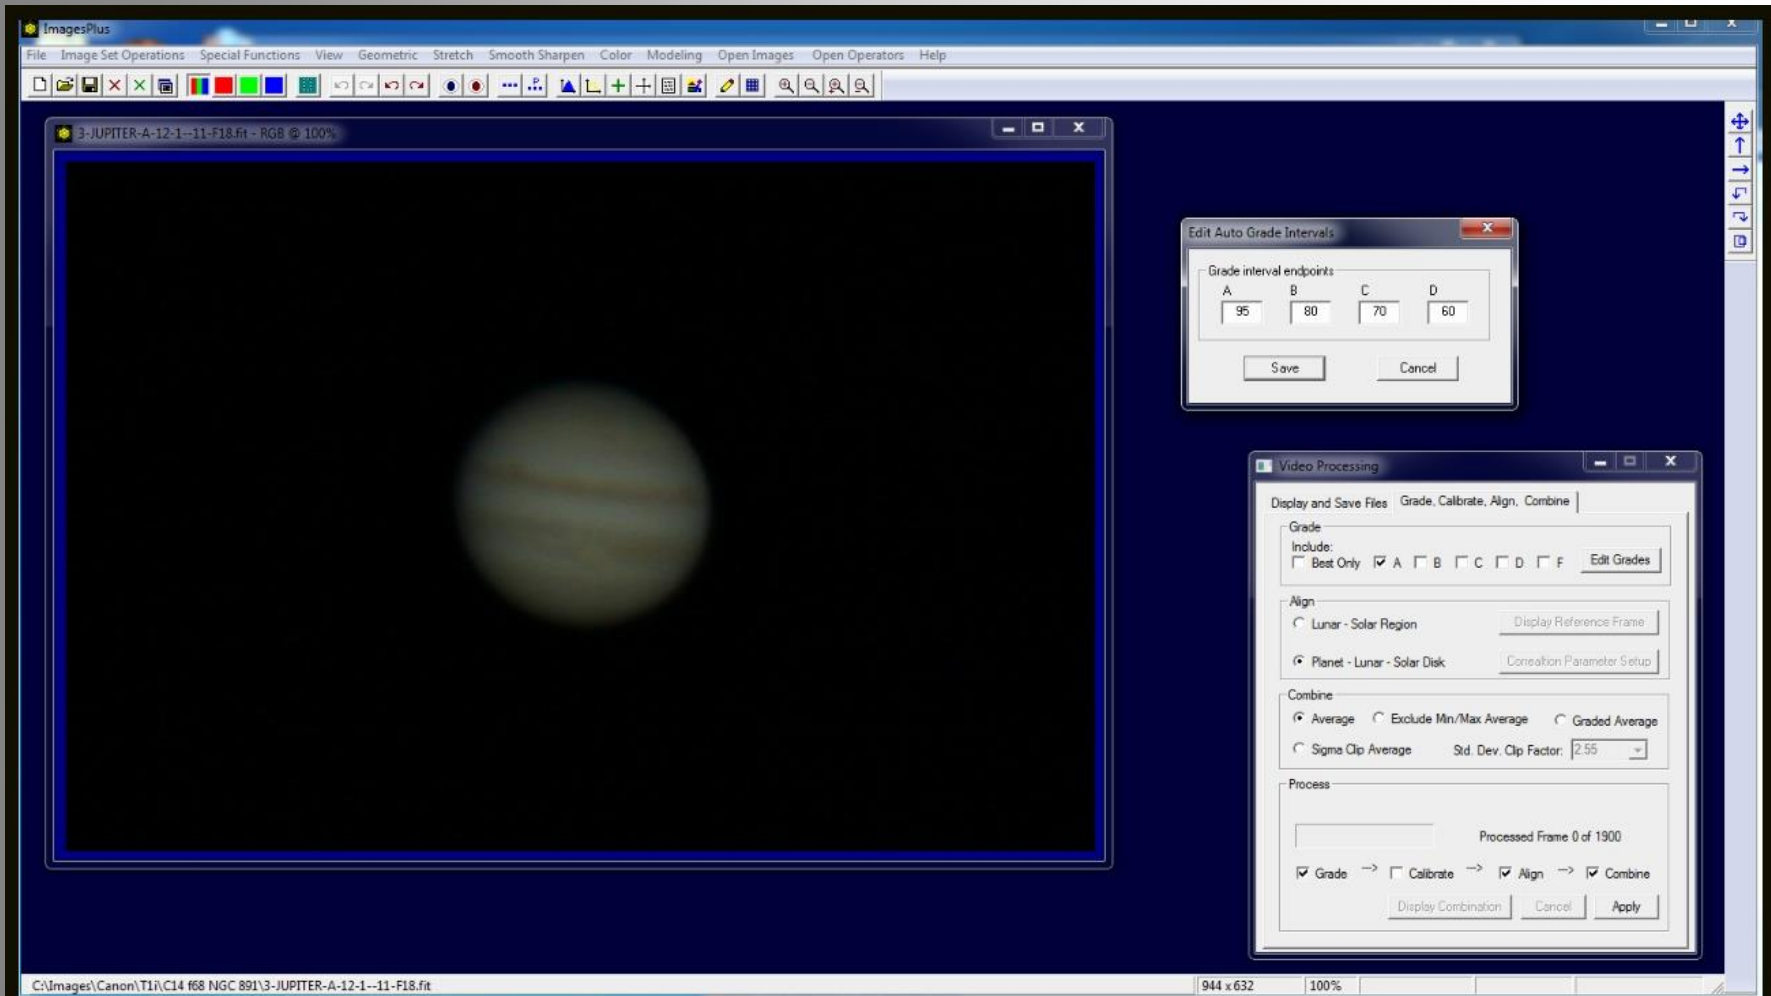 ImagesPlus
File Image Set Operations Special Functions View Geometric Stretch Smooth Sharpen Color Modeling Open Images Open Operators Help
3-JUPITER-A-12-1--11-F18.fit - RGB @ 100%
Edit Auto Grade Intervals
Grade interval endpoints
A B C D
95 80 70 60
Save Cancel
Video Processing
Display and Save Files Grade, Calibrate, Align, Combine
Grade
Include:
Best Only A B C D F Edit Grades
Align
Lunar - Solar Region Display Reference Frame
Planet - Lunar - Solar Disk Correaltion Parameter Setup
Combine
Average Exclude Min/Max Average Graded Average
Sigma Clip Average Std. Dev. Clip Factor: 2.55
Process
Processed Frame 0 of 1900
Grade --> Calibrate --> Align --> Combine
Display Combination Cancel Apply
C:\Images\Canon\T1i\C14 f68 NGC 891\3-JUPITER-A-12-1--11-F18.fit 944 x 632 100%